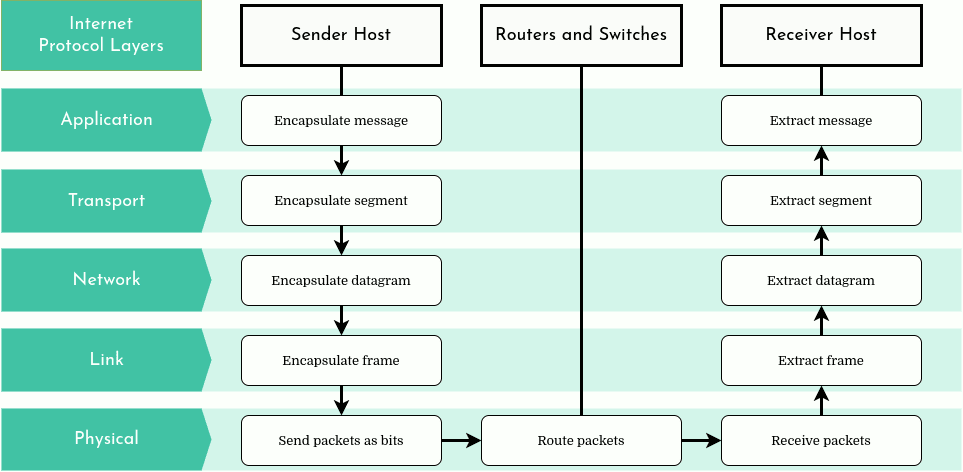 Internet
Protocol Layers
Sender Host
Routers and Switches
Receiver Host
Application
Encapsulate message
Extract message
Transport
Encapsulate segment
Extract segment
Network
Encapsulate datagram
Extract datagram
Link
Encapsulate frame
Extract frame
Physical
Send packets as bits
Route packets
Receive packets